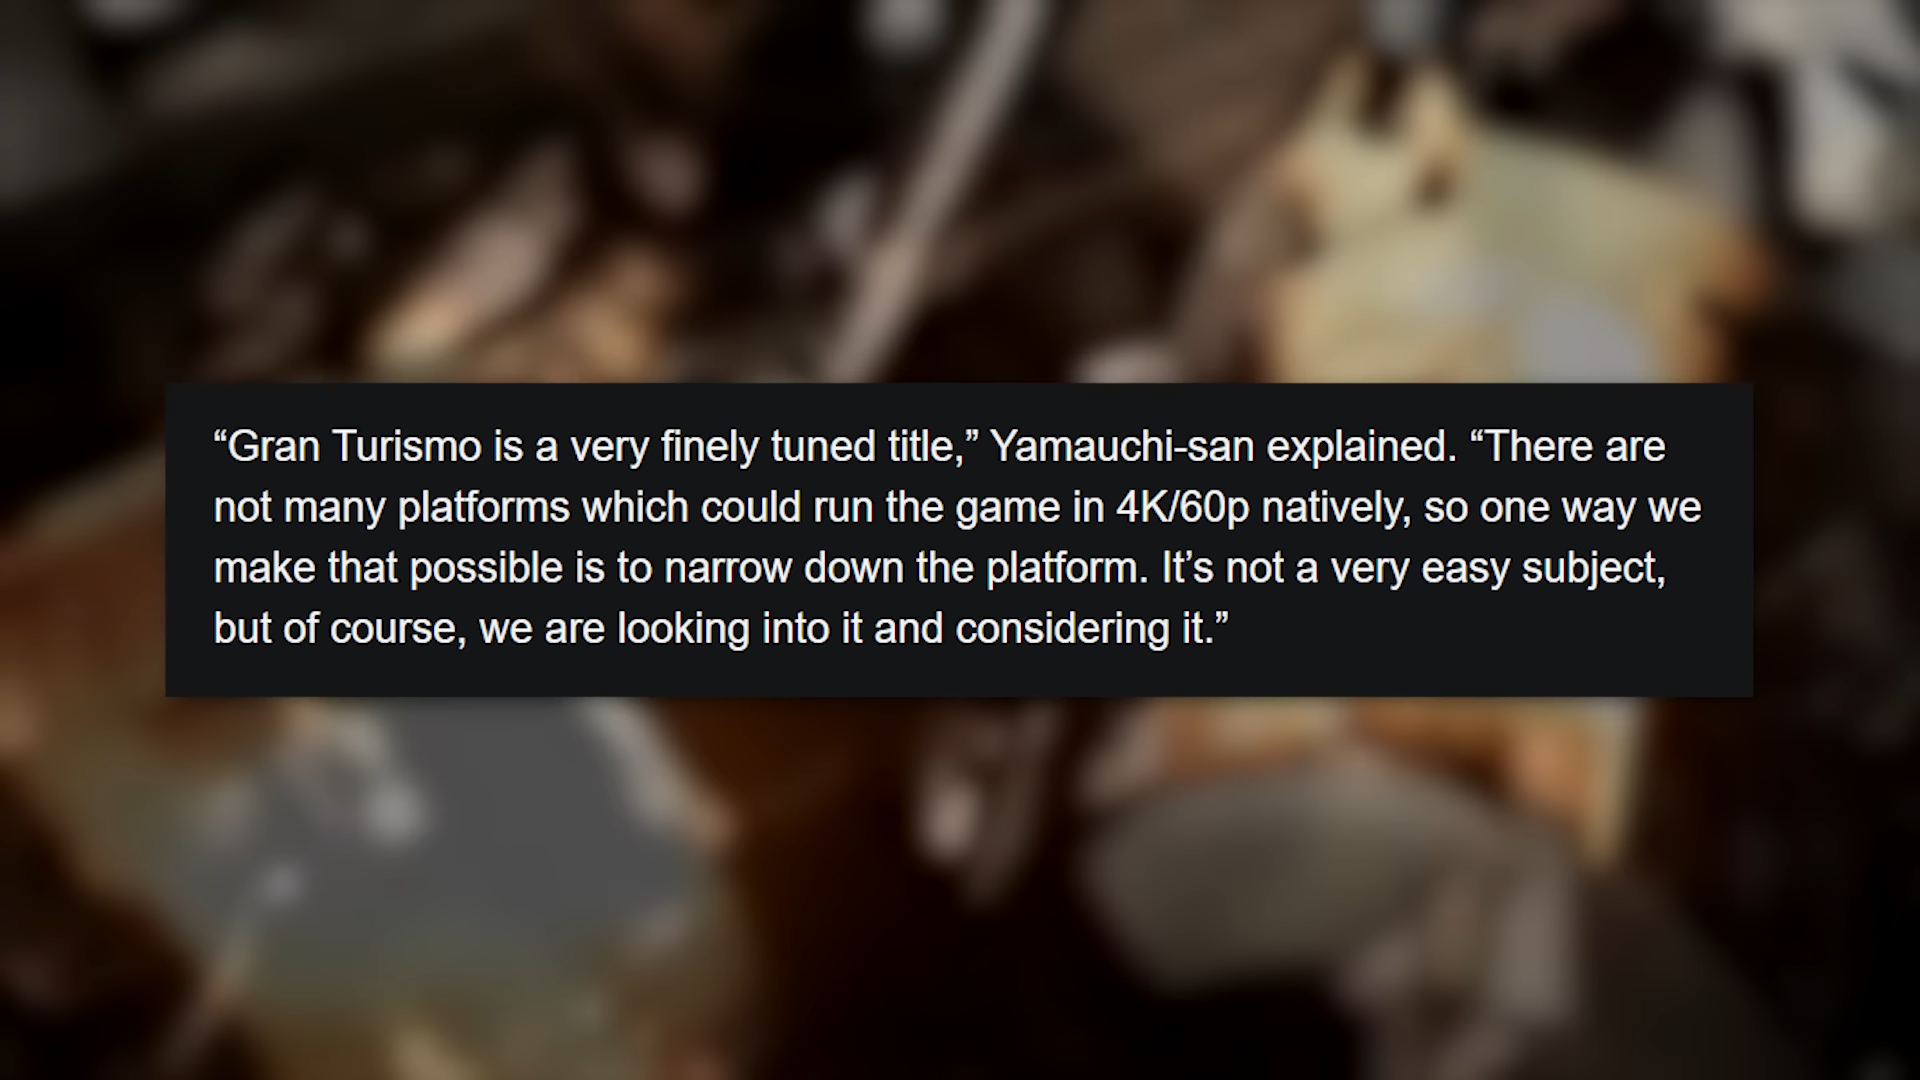 “Gran Turismo is a very finely tuned title,” Yamauchi-san explained. “There are
not many platforms which could run the game in 4K/60p natively, so one way we
make that possible is to narrow down the platform. It’s not a very easy subject,
but of course, we are looking into it and considering it.”